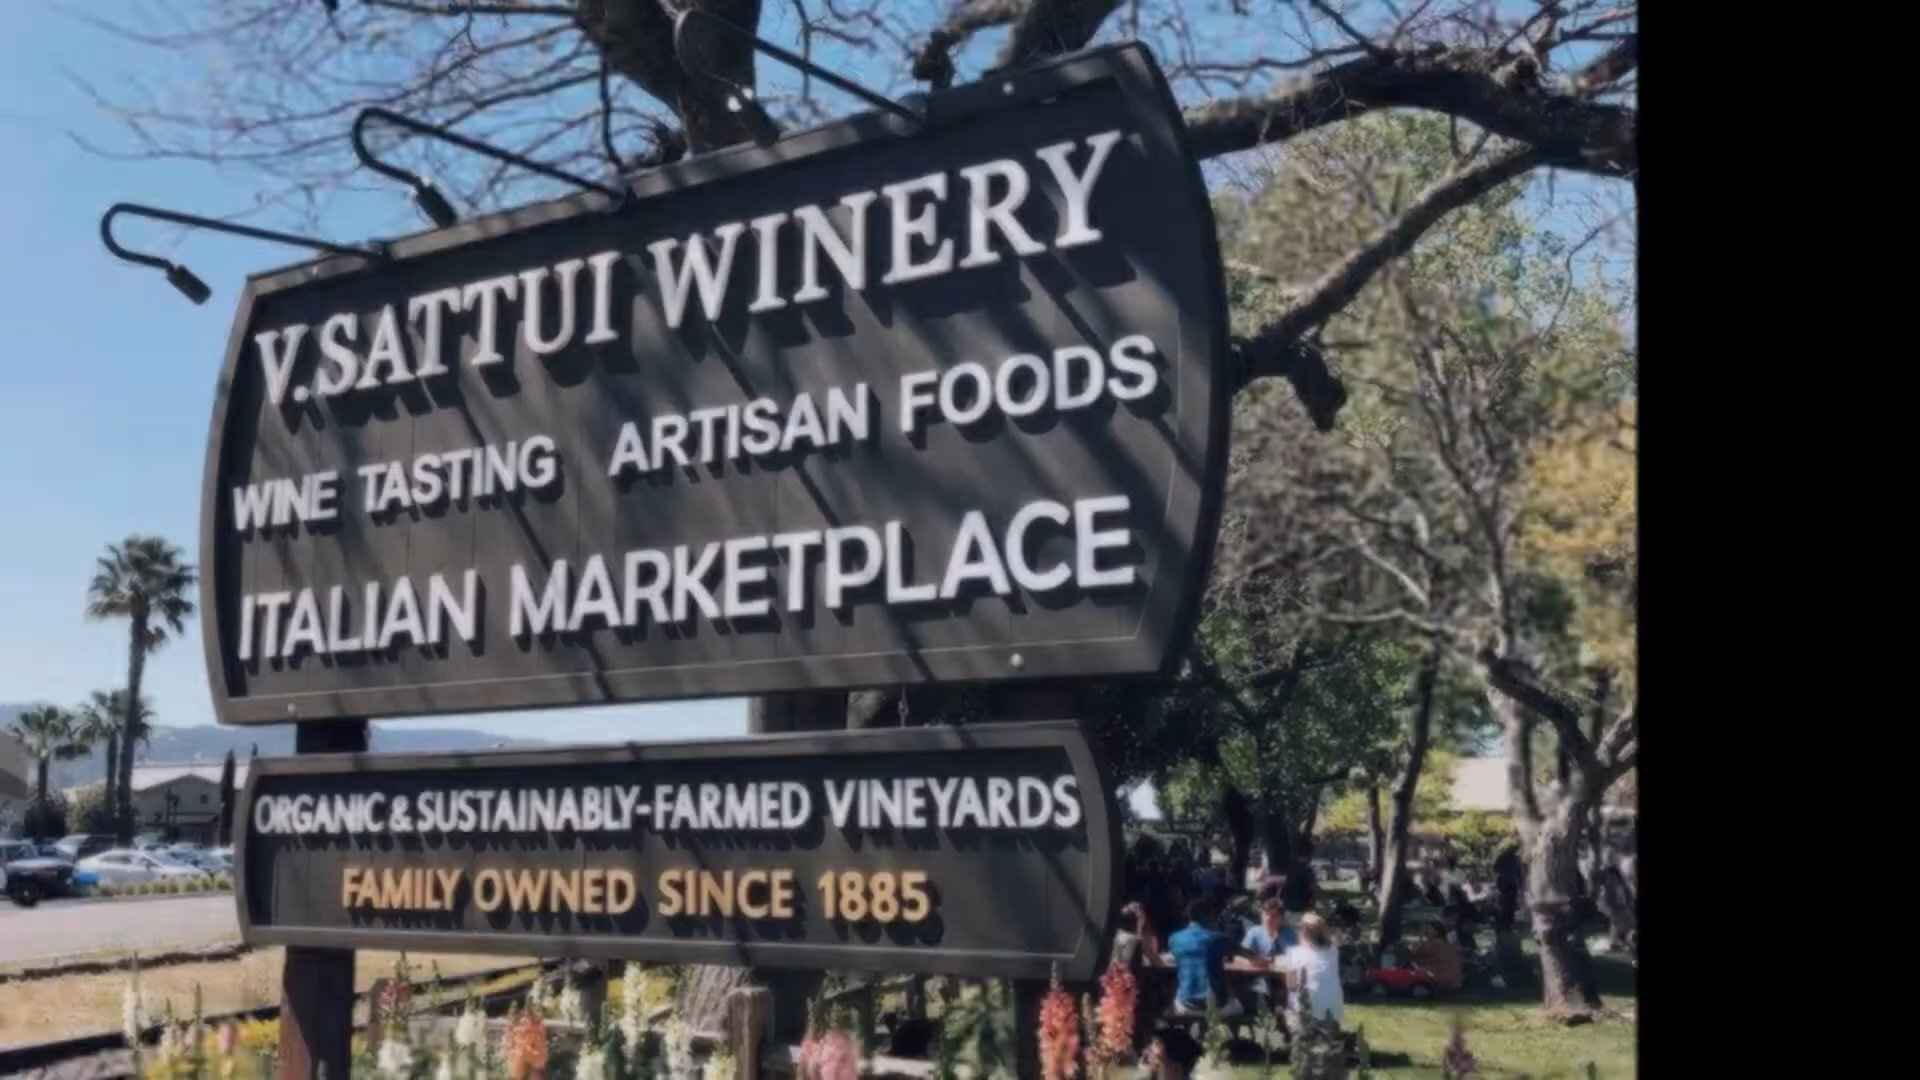 V.SATTUI WINERY
WINE TASTING ARTISAN FOODS
ITALIAN MARKETPLACE
ORGANIC & SUSTAINABLY-FARMED VINEYARDS
FAMILY OWNED SINCE 1885